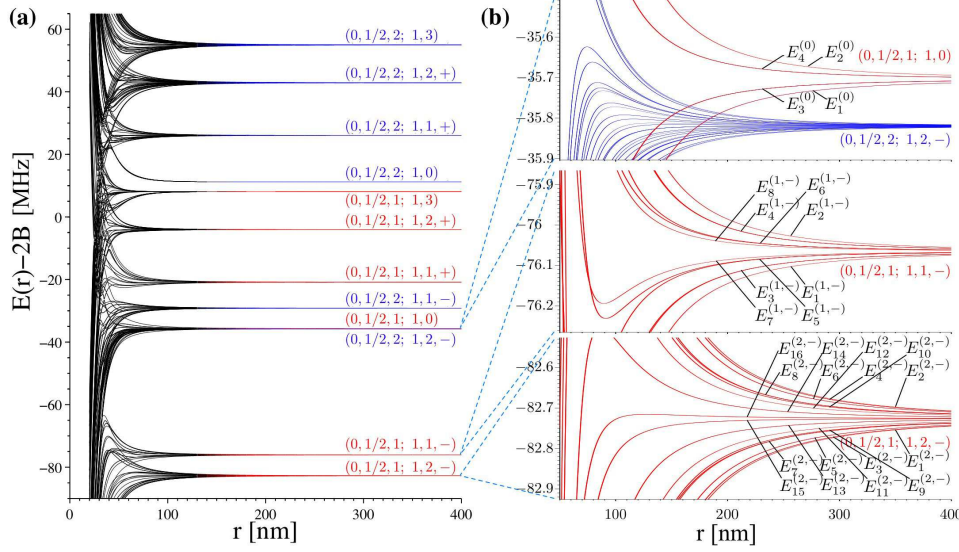 (a)
60
40
20
0
−20
−40
−60
−80
E(r)−2B [MHz]
(0, 1/2, 2; 1, 3)
(0, 1/2, 2; 1, 2, +)
(0, 1/2, 2; 1, 1, +)
(0, 1/2, 2; 1, 0)
(0, 1/2, 1; 1, 3)
(0, 1/2, 1; 1, 2, +)
(0, 1/2, 1; 1, 1, +)
(0, 1/2, 2; 1, 1, −)
(0, 1/2, 1; 1, 0)
(0, 1/2, 2; 1, 2, −)
(0, 1/2, 1; 1, 1, −)
(0, 1/2, 1; 1, 2, −)
0 100 200 300 400
r [nm]
(b)
−35.6
−35.7
−35.8
−35.9
E_4^(0) E_2^(0) (0, 1/2, 1; 1, 0)
E_3^(0) E_1^(0)
(0, 1/2, 2; 1, 2, −)
−75.9
−76
−76.1
−76.2
E_8^(1,−) E_6^(1,−)
E_4^(1,−) E_2^(1,−)
(0, 1/2, 1; 1, 1, −)
E_3^(1,−) E_1^(1,−)
E_7^(1,−) E_5^(1,−)
−82.6
−82.7
−82.8
−82.9
E_16^(2,−) E_14^(2,−) E_12^(2,−) E_10^(2,−)
E_8^(2,−) E_6^(2,−) E_4^(2,−) E_2^(2,−)
(0, 1/2, 1; 1, 2, −)
E_7^(2,−) E_5^(2,−) E_3^(2,−) E_1^(2,−)
E_15^(2,−) E_13^(2,−) E_11^(2,−) E_9^(2,−)
100 200 300 400
r [nm]